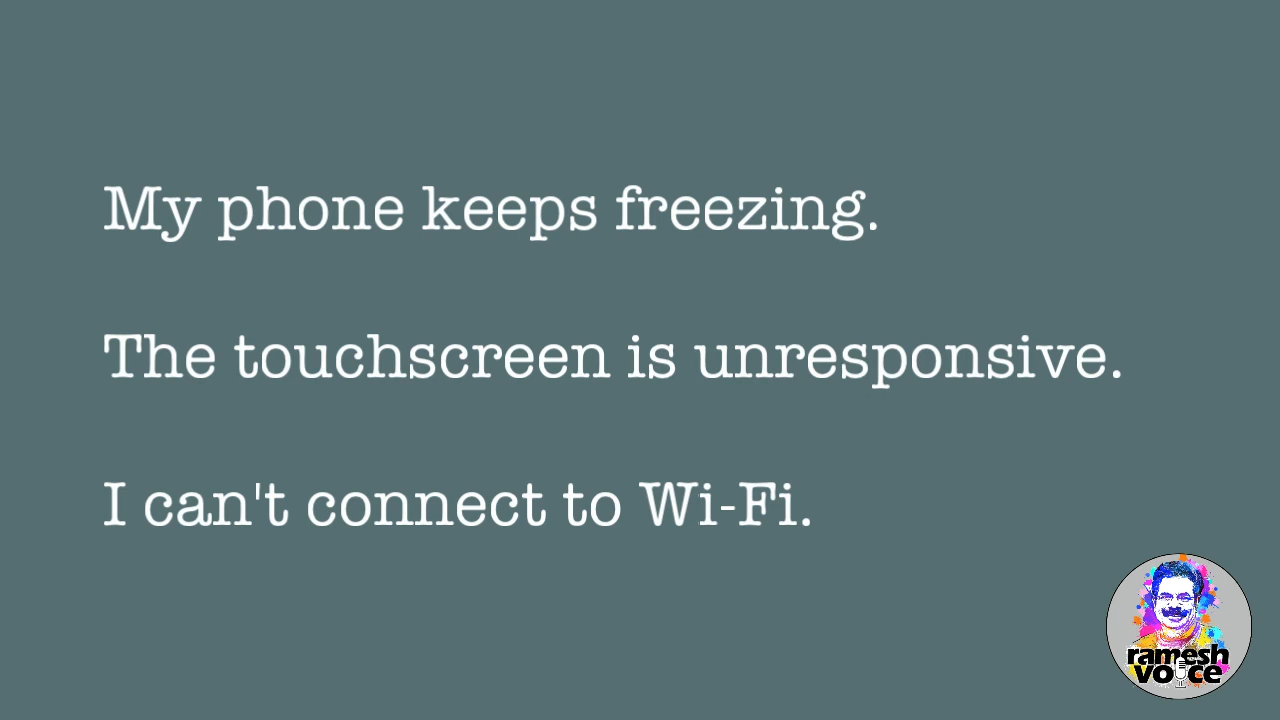 My phone keeps freezing.
The touchscreen is unresponsive.
I can't connect to Wi-Fi.
ramesh
voice